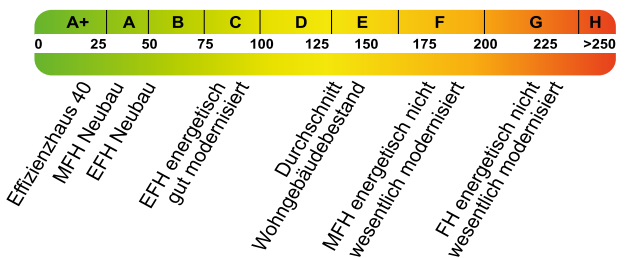 A+ A B C D E F G H
0 25 50 75 100 125 150 175 200 225 >250
Effizienzhaus 40
MFH Neubau
EFH Neubau
EFH energetisch
gut modernisiert
Durchschnitt
Wohngebäudebestand
MFH energetisch nicht
wesentlich modernisiert
FH energetisch nicht
wesentlich modernisiert